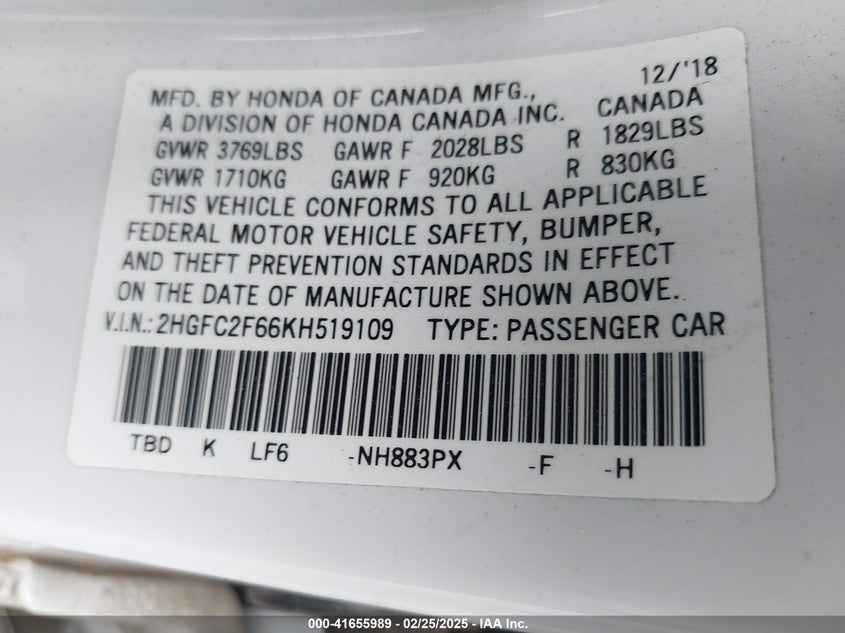 12/'18
MFD. BY HONDA OF CANADA MFG.,
A DIVISION OF HONDA CANADA INC. CANADA
GVWR 3769LBS GAWR F 2028LBS R 1829LBS
GVWR 1710KG GAWR F 920KG R 830KG
THIS VEHICLE CONFORMS TO ALL APPLICABLE
FEDERAL MOTOR VEHICLE SAFETY, BUMPER,
AND THEFT PREVENTION STANDARDS IN EFFECT
ON THE DATE OF MANUFACTURE SHOWN ABOVE.
V.I.N.: 2HGFC2F66KH519109 TYPE: PASSENGER CAR
TBD K LF6 -NH883PX -F -H
00-41655989 - 02/25/2025 - IAA Inc.